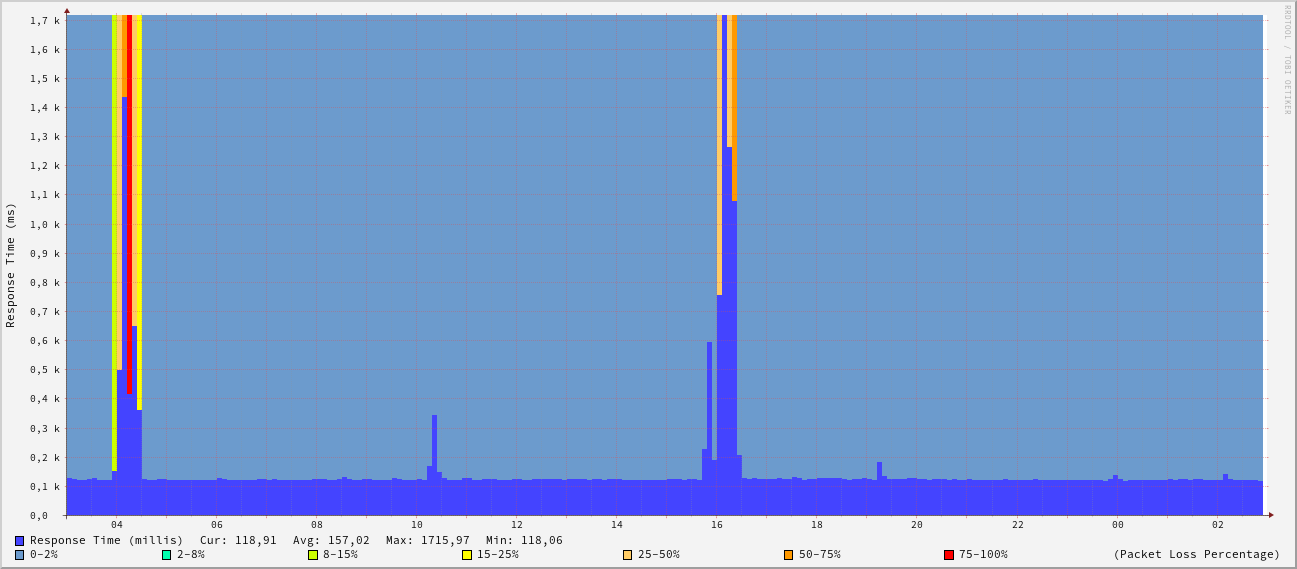 1,7 k
1,6 k
1,5 k
1,4 k
1,3 k
1,2 k
1,1 k
1,0 k
0,9 k
0,8 k
0,7 k
0,6 k
0,5 k
0,4 k
0,3 k
0,2 k
0,1 k
0,0
Response Time (ms)
RRDTOOL / TOBI OETIKER
04 06 08 10 12 14 16 18 20 22 00 02
Response Time (millis) Cur: 118,91 Avg: 157,02 Max: 1715,97 Min: 118,06
0-2% 2-8% 8-15% 15-25% 25-50% 50-75% 75-100% (Packet Loss Percentage)